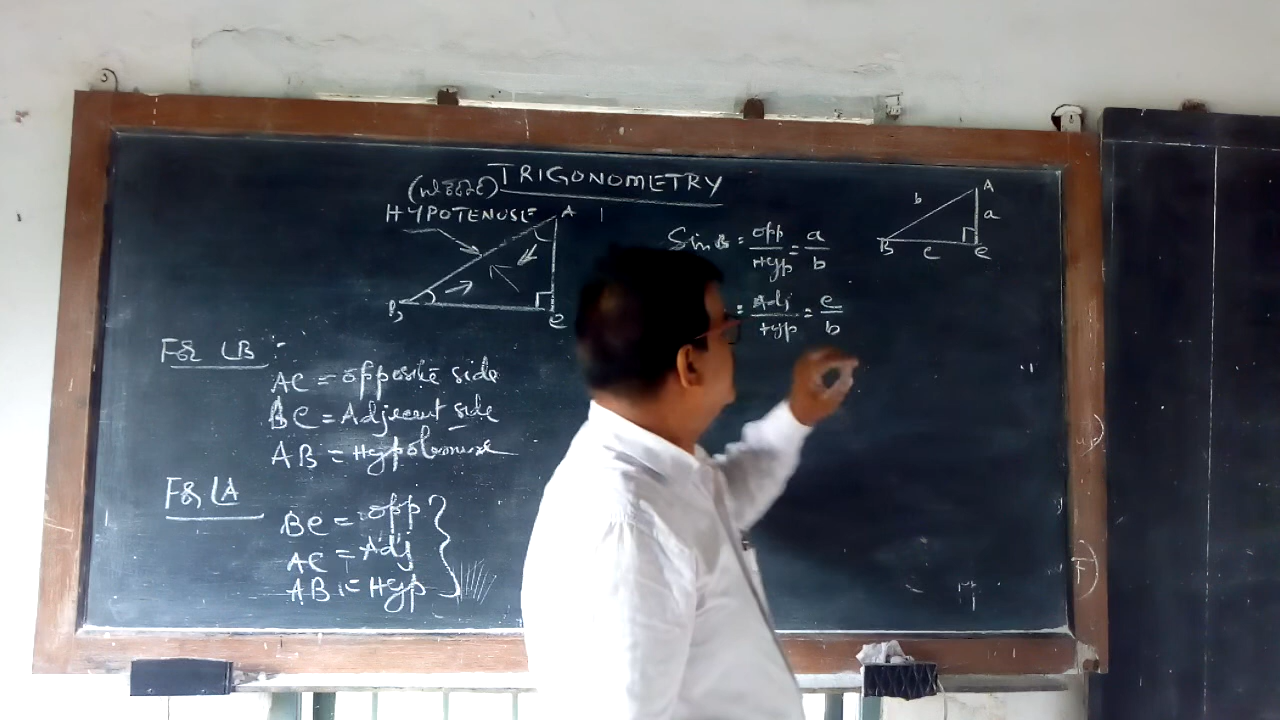 TRIGONOMETRY
HYPOTENUSE
A
B
C
For ∠B :-
AC = opposite side
BC = Adjecent side
AB = Hypotenuse
For ∠A
BC = opp
AC = Adj
AB = Hyp
Sin B = opp/Hyp = a/b
= Adj/Hyp = c/b
A
b
a
B
c
C